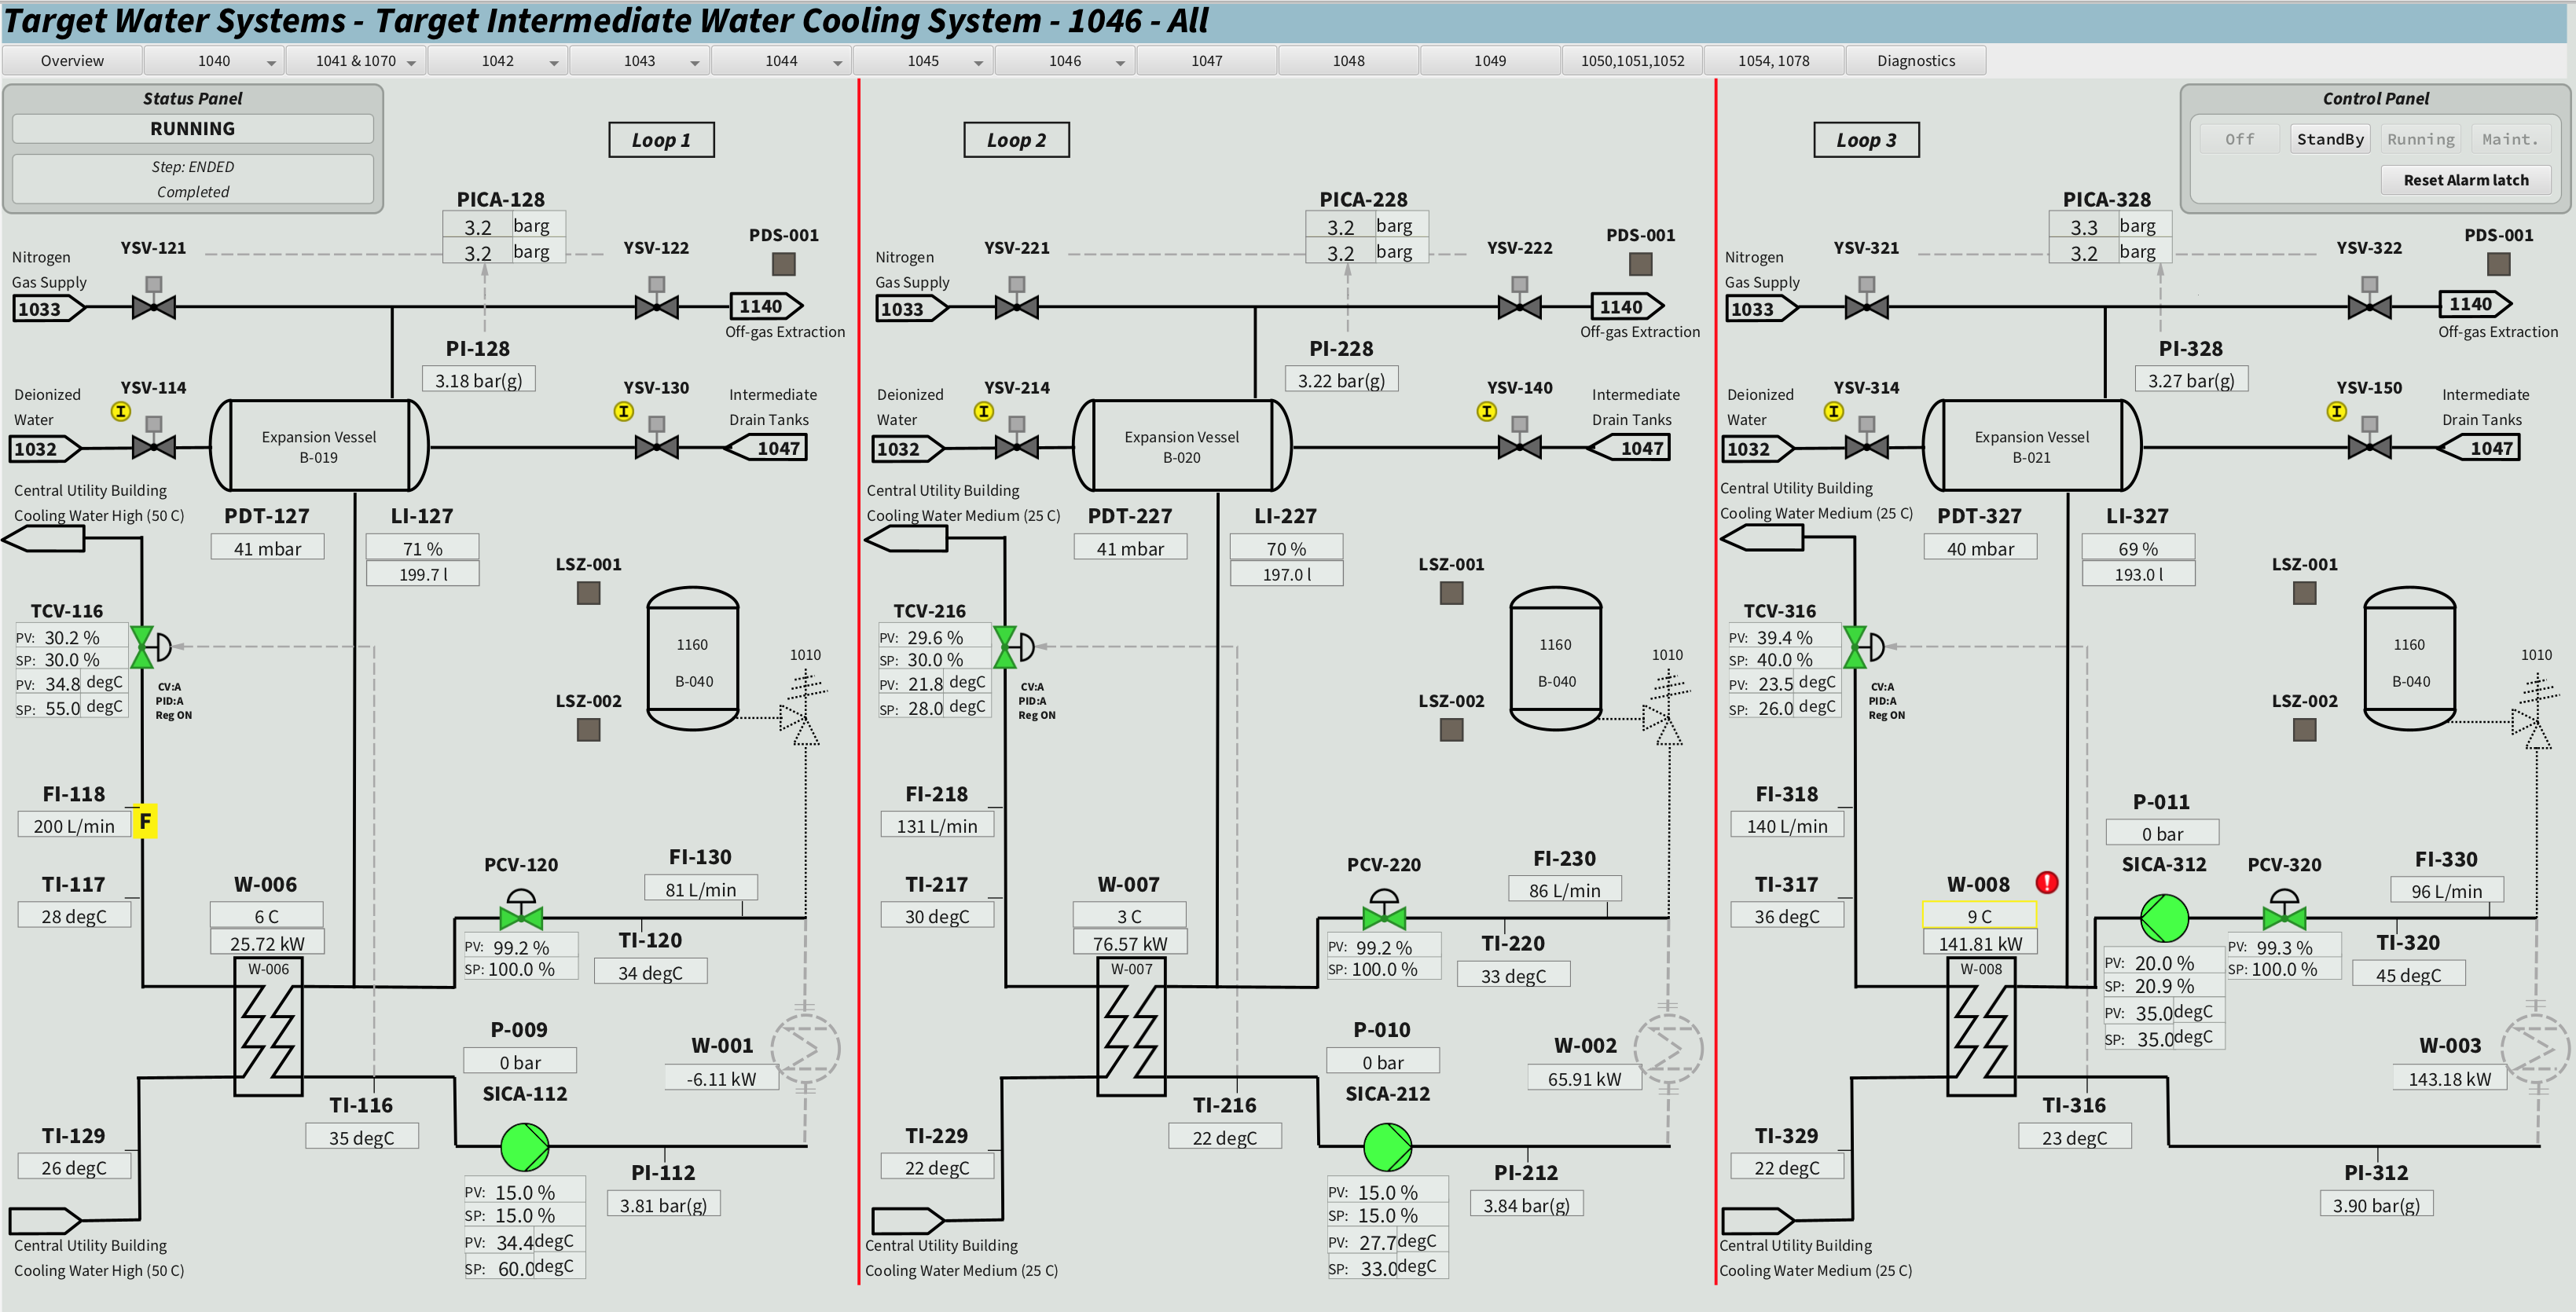 Target Water Systems - Target Intermediate Water Cooling System - 1046 - All
Overview
1040
1041 & 1070
1042
1043
1044
1045
1046
1047
1048
1049
1050,1051,1052
1054, 1078
Diagnostics
Status Panel
RUNNING
Step: ENDED
Completed
Loop 1
PICA-128
3.2 barg
3.2 barg
YSV-121
YSV-122
PDS-001
Nitrogen
Gas Supply
1033
1140
Off-gas Extraction
PI-128
3.18 bar(g)
Deionized
Water
YSV-114
I
YSV-130
I
Intermediate
Drain Tanks
1032
Expansion Vessel
B-019
1047
Central Utility Building
Cooling Water High (50 C)
PDT-127
41 mbar
LI-127
71 %
199.7 l
LSZ-001
LSZ-002
1160
B-040
1010
TCV-116
PV: 30.2 %
SP: 30.0 %
PV: 34.8 degC
SP: 55.0 degC
CV:A
PID:A
Reg ON
FI-118
200 L/min
F
TI-117
28 degC
W-006
6 C
25.72 kW
W-006
PCV-120
PV: 99.2 %
SP: 100.0 %
FI-130
81 L/min
TI-120
34 degC
P-009
0 bar
SICA-112
W-001
-6.11 kW
TI-116
35 degC
TI-129
26 degC
PV: 15.0 %
SP: 15.0 %
PV: 34.4 degC
SP: 60.0 degC
PI-112
3.81 bar(g)
Central Utility Building
Cooling Water High (50 C)
Loop 2
PICA-228
3.2 barg
3.2 barg
YSV-221
YSV-222
PDS-001
Nitrogen
Gas Supply
1033
1140
Off-gas Extraction
PI-228
3.22 bar(g)
Deionized
Water
YSV-214
I
YSV-140
I
Intermediate
Drain Tanks
1032
Expansion Vessel
B-020
1047
Central Utility Building
Cooling Water Medium (25 C)
PDT-227
41 mbar
LI-227
70 %
197.0 l
LSZ-001
LSZ-002
1160
B-040
1010
TCV-216
PV: 29.6 %
SP: 30.0 %
PV: 21.8 degC
SP: 28.0 degC
CV:A
PID:A
Reg ON
FI-218
131 L/min
TI-217
30 degC
W-007
3 C
76.57 kW
W-007
PCV-220
PV: 99.2 %
SP: 100.0 %
FI-230
86 L/min
TI-220
33 degC
P-010
0 bar
SICA-212
W-002
65.91 kW
TI-216
22 degC
TI-229
22 degC
PV: 15.0 %
SP: 15.0 %
PV: 27.7 degC
SP: 33.0 degC
PI-212
3.84 bar(g)
Central Utility Building
Cooling Water Medium (25 C)
Loop 3
Control Panel
Off
StandBy
Running
Maint.
Reset Alarm latch
PICA-328
3.3 barg
3.2 barg
YSV-321
YSV-322
PDS-001
Nitrogen
Gas Supply
1033
1140
Off-gas Extraction
PI-328
3.27 bar(g)
Deionized
Water
YSV-314
I
YSV-150
I
Intermediate
Drain Tanks
1032
Expansion Vessel
B-021
1047
Central Utility Building
Cooling Water Medium (25 C)
PDT-327
40 mbar
LI-327
69 %
193.0 l
LSZ-001
LSZ-002
1160
B-040
1010
TCV-316
PV: 39.4 %
SP: 40.0 %
PV: 23.5 degC
SP: 26.0 degC
CV:A
PID:A
Reg ON
FI-318
140 L/min
TI-317
36 degC
W-008
!
9 C
141.81 kW
W-008
P-011
0 bar
SICA-312
PV: 20.0 %
SP: 20.9 %
PV: 35.0 degC
SP: 35.0 degC
PCV-320
PV: 99.3 %
SP: 100.0 %
FI-330
96 L/min
TI-320
45 degC
W-003
143.18 kW
TI-316
23 degC
TI-329
22 degC
PI-312
3.90 bar(g)
Central Utility Building
Cooling Water Medium (25 C)